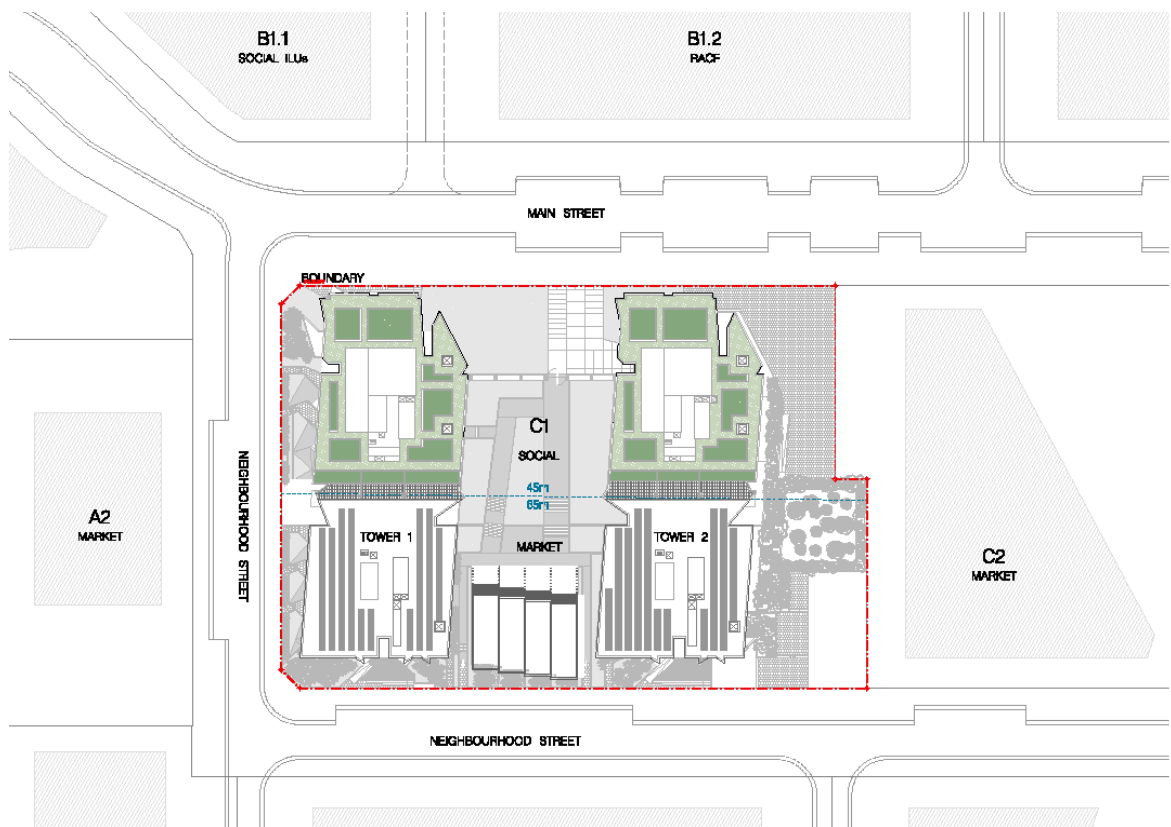 B1.1
SOCIAL ILUs
B1.2
RACF
MAIN STREET
BOUNDARY
C1
SOCIAL
45m
65m
NEIGHBOURHOOD STREET
A2
MARKET
TOWER 1
MARKET
TOWER 2
C2
MARKET
NEIGHBOURHOOD STREET